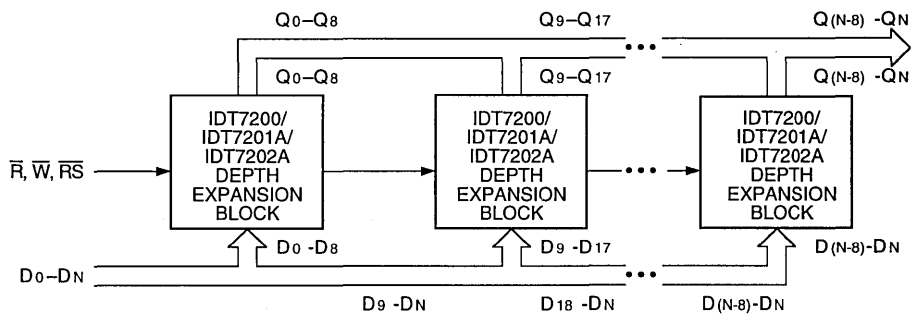 Q0–Q8 Q9–Q17 Q(N-8) -QN
Q0–Q8 Q9–Q17 Q(N-8) -QN
IDT7200/
IDT7201A/
IDT7202A
DEPTH
EXPANSION
BLOCK
IDT7200/
IDT7201A/
IDT7202A
DEPTH
EXPANSION
BLOCK
IDT7200/
IDT7201A/
IDT7202A
DEPTH
EXPANSION
BLOCK
R̅, W̅, R̅S̅
••• 
D0 -D8 D9 -D17 D(N-8)-DN
D0–DN
D9 -DN D18 -DN D(N-8)-DN